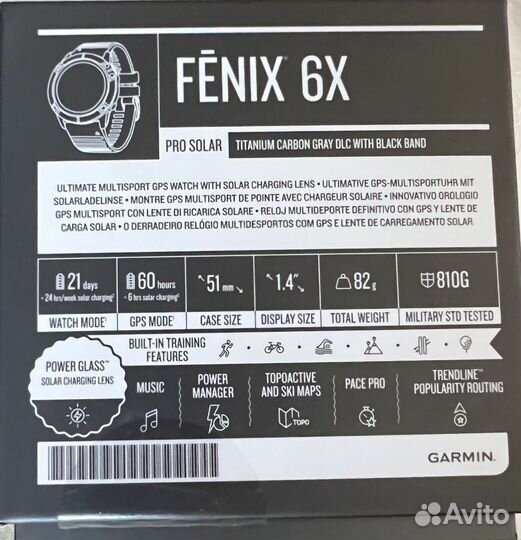 FĒNIX® 6X
PRO SOLAR TITANIUM CARBON GRAY DLC WITH BLACK BAND
ULTIMATE MULTISPORT GPS WATCH WITH SOLAR CHARGING LENS • ULTIMATIVE GPS-MULTISPORTUHR MIT
SOLARLADELINSE • MONTRE GPS MULTISPORT DE POINTE AVEC CHARGEUR SOLAIRE • INNOVATIVO OROLOGIO
GPS MULTISPORT CON LENTE DI RICARICA SOLARE • RELOJ MULTIDEPORTE DEFINITIVO CON GPS Y LENTE DE
CARGA SOLAR • O DERRADEIRO RELÓGIO MULTIDESPORTOS COM GPS E LENTE DE CARREGAMENTO SOLAR
21 days 60 hours 51 mm 1.4" 82 g 810G
+ 24 hrs/week solar charging² + 6 hrs solar charging³
WATCH MODE¹ GPS MODE¹ CASE SIZE DISPLAY SIZE TOTAL WEIGHT MILITARY STD TESTED
BUILT-IN TRAINING
FEATURES
POWER GLASS™
SOLAR CHARGING LENS
MUSIC
POWER
MANAGER
TOPOACTIVE
AND SKI MAPS
TOPO
PACE PRO
TRENDLINE™
POPULARITY ROUTING
GARMIN.
Avito